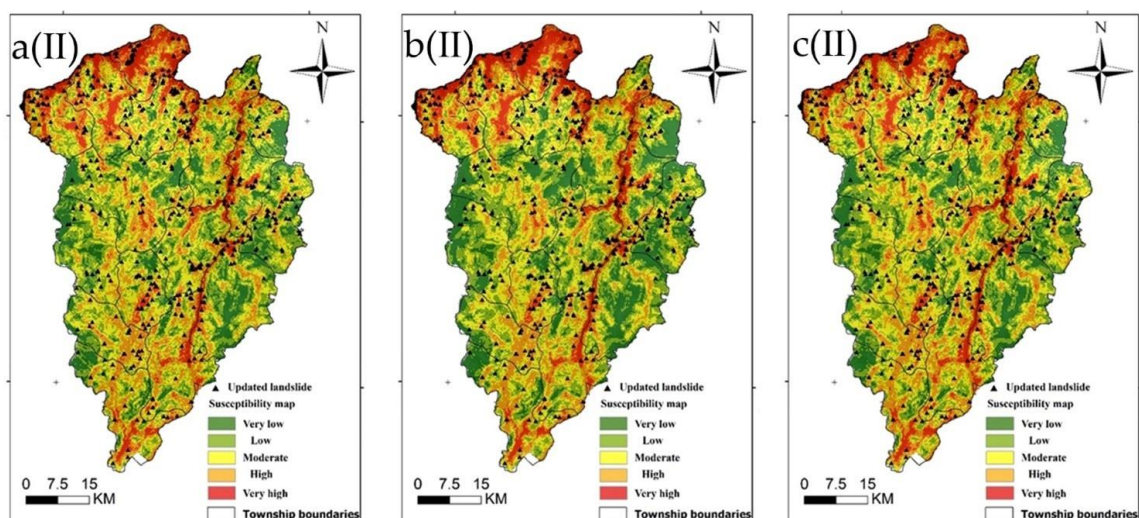 a(II)
N
Updated landslide
Susceptibility map
Very low
Low
Moderate
High
Very high
Township boundaries
0 7.5 15
KM
b(II)
N
Updated landslide
Susceptibility map
Very low
Low
Moderate
High
Very high
Township boundaries
0 7.5 15
KM
c(II)
N
Updated landslide
Susceptibility map
Very low
Low
Moderate
High
Very high
Township boundaries
0 7.5 15
KM